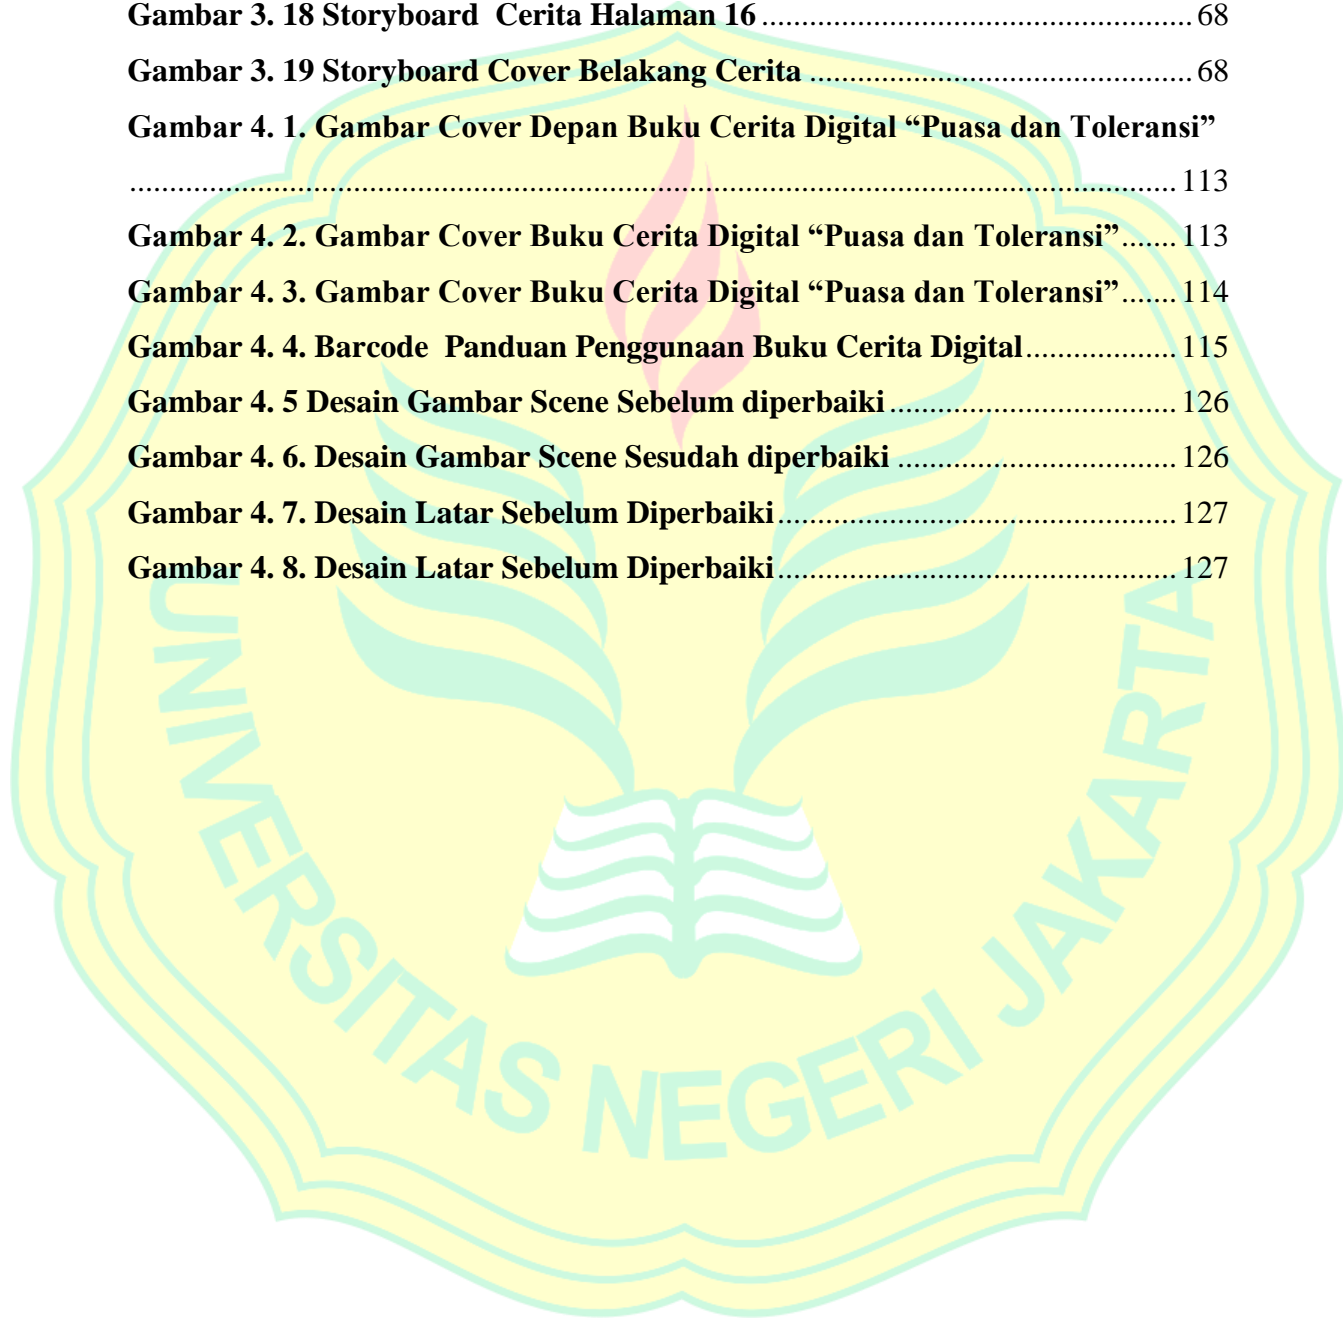 Gambar 3. 18 Storyboard  Cerita Halaman 16 ...................................................... 68
Gambar 3. 19 Storyboard Cover Belakang Cerita ................................................ 68
Gambar 4. 1. Gambar Cover Depan Buku Cerita Digital “Puasa dan Toleransi”
................................................................................................................................... 113
Gambar 4. 2. Gambar Cover Buku Cerita Digital “Puasa dan Toleransi”....... 113
Gambar 4. 3. Gambar Cover Buku Cerita Digital “Puasa dan Toleransi”....... 114
Gambar 4. 4. Barcode  Panduan Penggunaan Buku Cerita Digital................... 115
Gambar 4. 5 Desain Gambar Scene Sebelum diperbaiki.................................... 126
Gambar 4. 6. Desain Gambar Scene Sesudah diperbaiki ................................... 126
Gambar 4. 7. Desain Latar Sebelum Diperbaiki.................................................. 127
Gambar 4. 8. Desain Latar Sebelum Diperbaiki.................................................. 127
UNIVERSITAS NEGERI JAKARTA